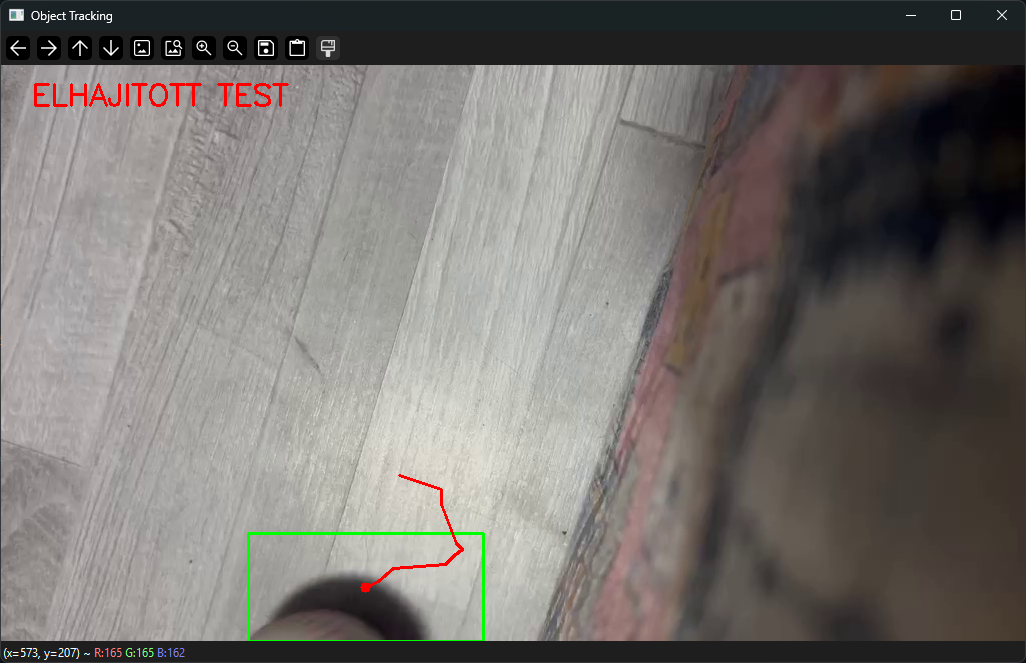 Object Tracking
ELHAJITOTT TEST
(x=573, y=207) ~ R:165 G:165 B:162